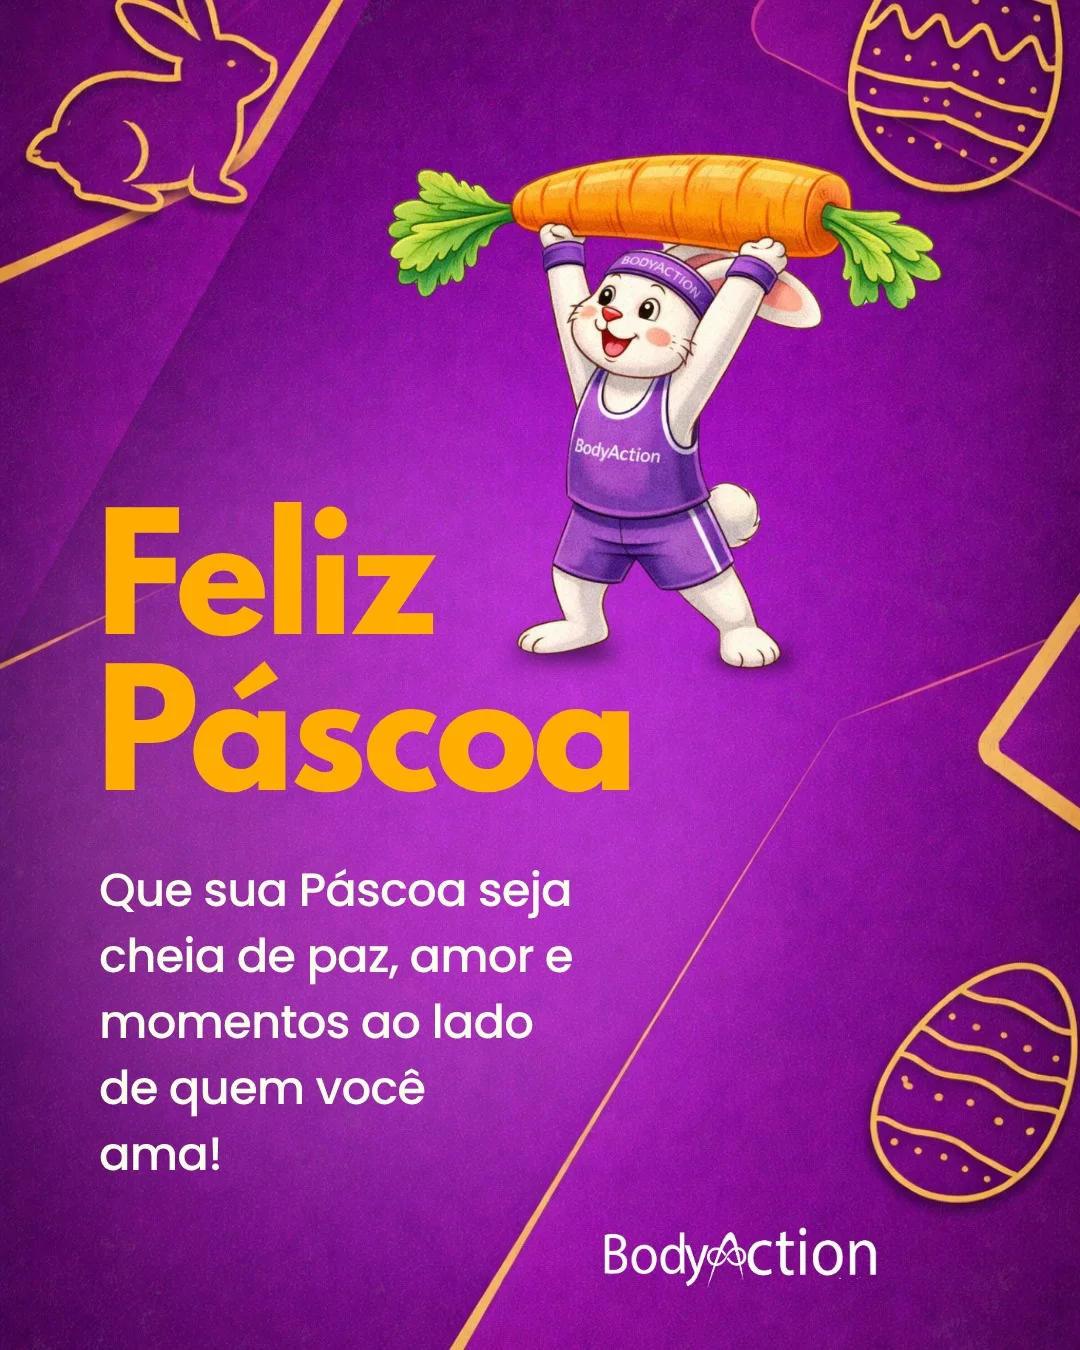 BODYACTION
BodyAction
Feliz
Páscoa
Que sua Páscoa seja
cheia de paz, amor e
momentos ao lado
de quem você
ama!
BodyAction